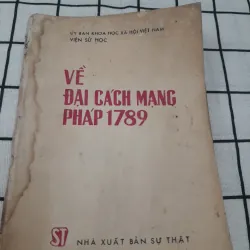 ỦY BAN KHOA HỌC XÃ HỘI VIỆT NAM
VIỆN SỬ HỌC
VỀ
ĐẠI CÁCH MẠNG
PHÁP 1789
ST
NHÀ XUẤT BẢN SỰ THẬT